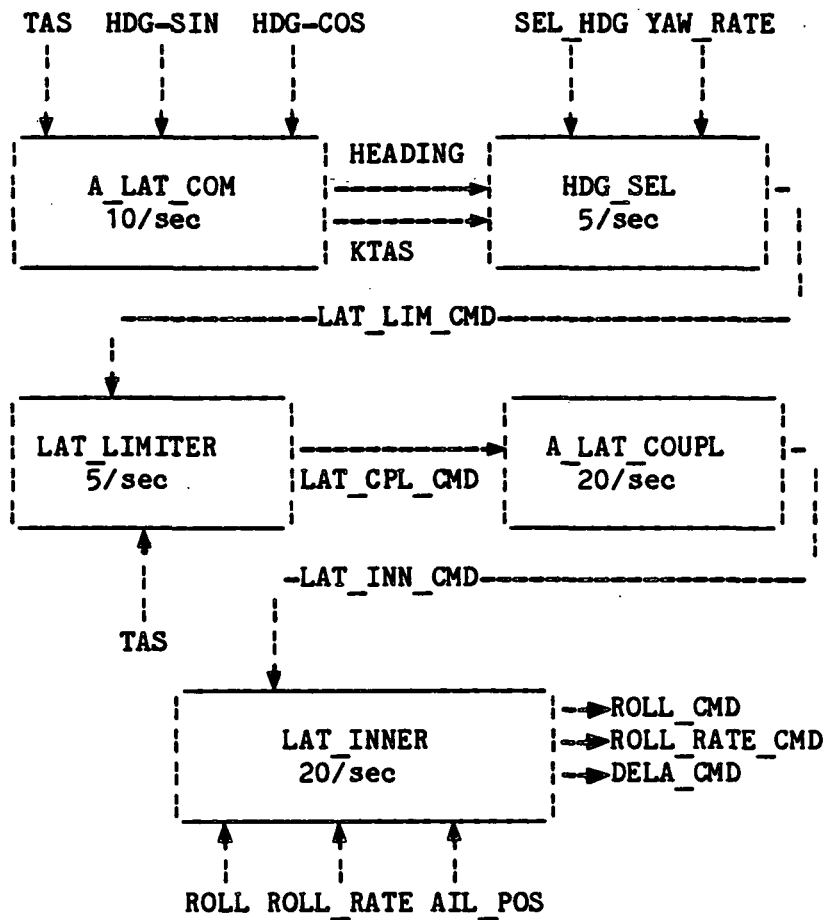 TAS HDG-SIN HDG-COS SEL_HDG YAW_RATE
HEADING
A_LAT_COM HDG_SEL
10/sec 5/sec
KTAS
LAT_LIM_CMD
LAT_LIMITER A_LAT_COUPL
5/sec LAT_CPL_CMD 20/sec
LAT_INN_CMD
TAS
ROLL_CMD
LAT_INNER ROLL_RATE_CMD
20/sec DELA_CMD
ROLL ROLL_RATE AIL_POS